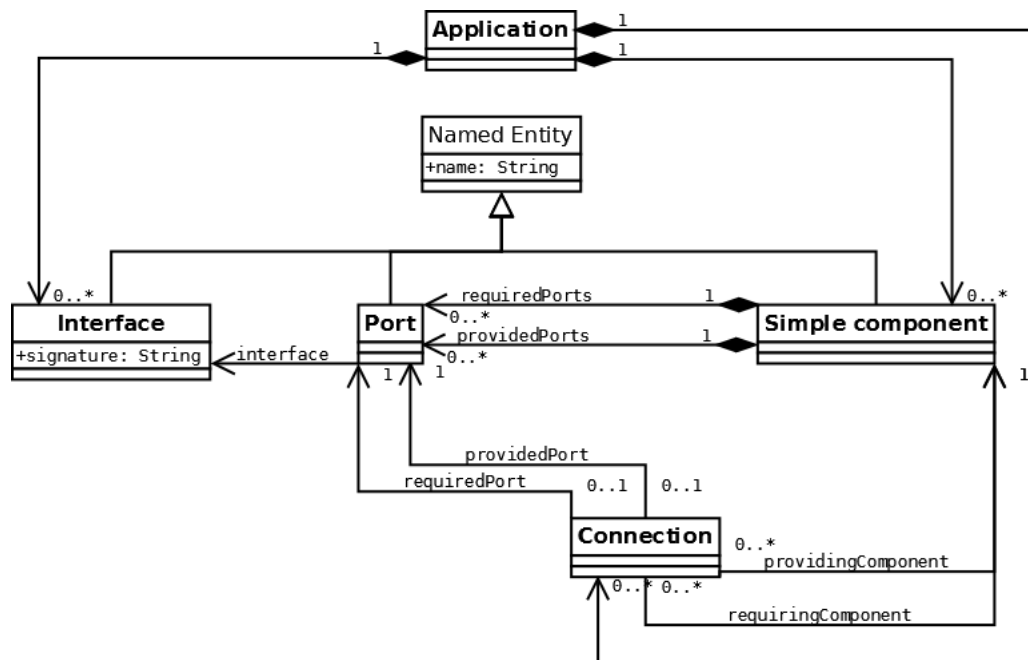 Application
1
1
1
Named Entity
+name: String
0..*
0..*
requiredPorts
1
0..*
Interface
+signature: String
Port
Simple component
providedPorts
1
0..*
interface
1
1
1
providedPort
requiredPort
0..1
0..1
Connection
0..*
providingComponent
0..*
0..*
requiringComponent